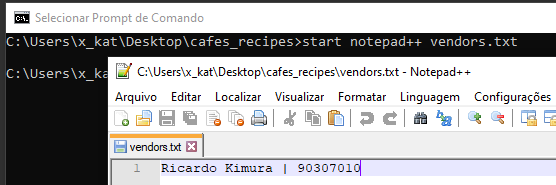 Selecionar Prompt de Comando
C:\Users\x_kat\Desktop\cafes_recipes>start notepad++ vendors.txt
C:\Users\x_ka
C:\Users\x_kat\Desktop\cafes_recipes\vendors.txt - Notepad++
Arquivo Editar Localizar Visualizar Formatar Linguagem Configurações
vendors.txt
1 Ricardo Kimura | 90307010